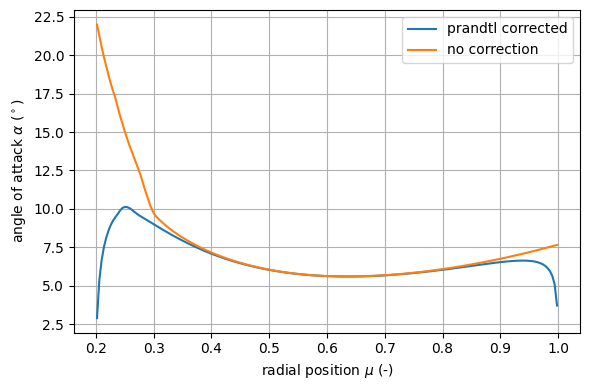 22.5
20.0
17.5
15.0
12.5
10.0
7.5
5.0
2.5
angle of attack α (°)
prandtl corrected
no correction
0.2 0.3 0.4 0.5 0.6 0.7 0.8 0.9 1.0
radial position μ (-)